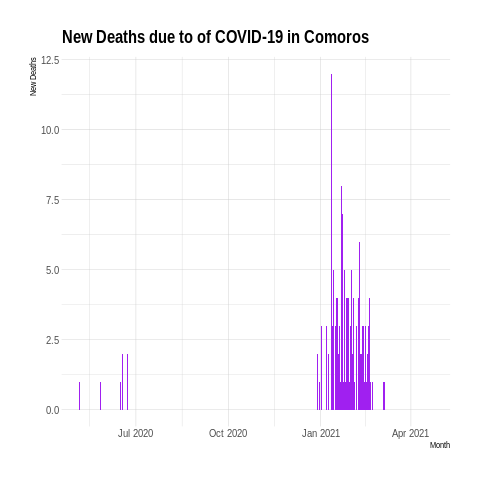 New Deaths due to of COVID-19 in Comoros
New Deaths
12.5
10.0
7.5
5.0
2.5
0.0
Jul 2020
Oct 2020
Jan 2021
Apr 2021
Month